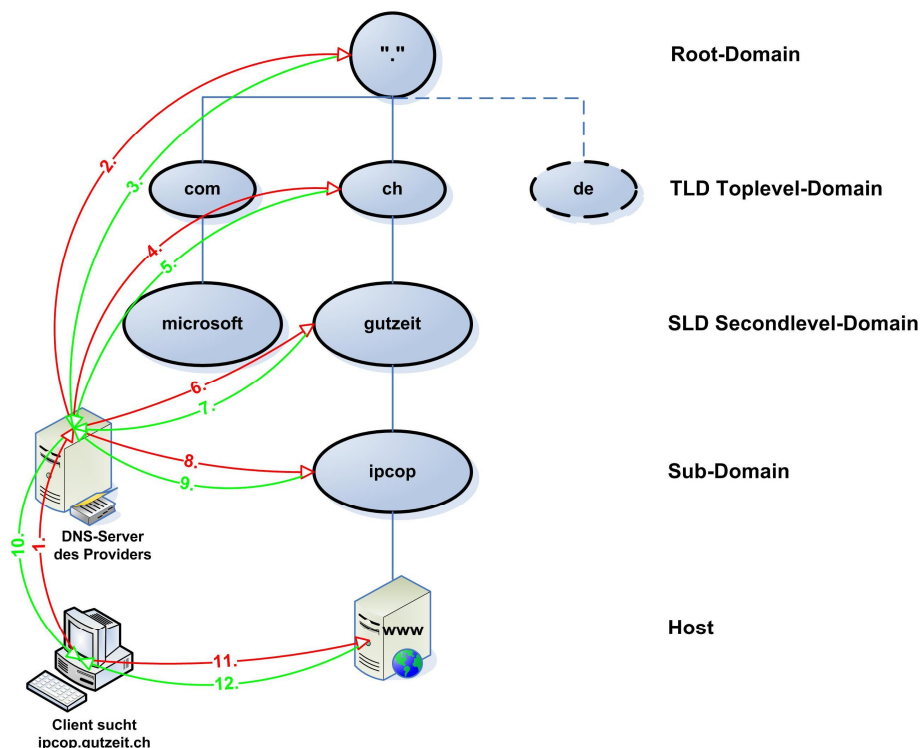 "."
Root-Domain
2.
3.
com
ch
de
TLD Toplevel-Domain
4.
5.
microsoft
gutzeit
SLD Secondlevel-Domain
6.
7.
8.
9.
ipcop
Sub-Domain
DNS-Server
des Providers
10.
1.
www
Host
11.
12.
Client sucht
ipcop.gutzeit.ch